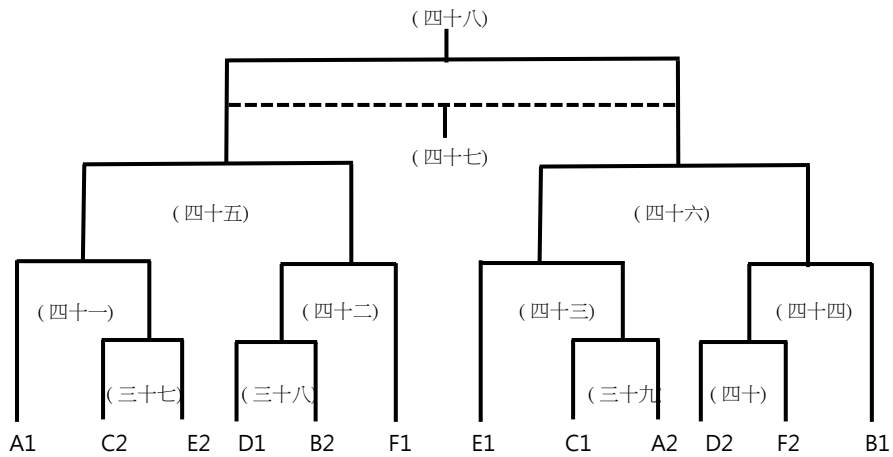 (四十八)
(四十七)
(四十五) (四十六)
(四十一) (四十二) (四十三) (四十四)
(三十七) (三十八) (三十九) (四十)
A1 C2 E2 D1 B2 F1 E1 C1 A2 D2 F2 B1